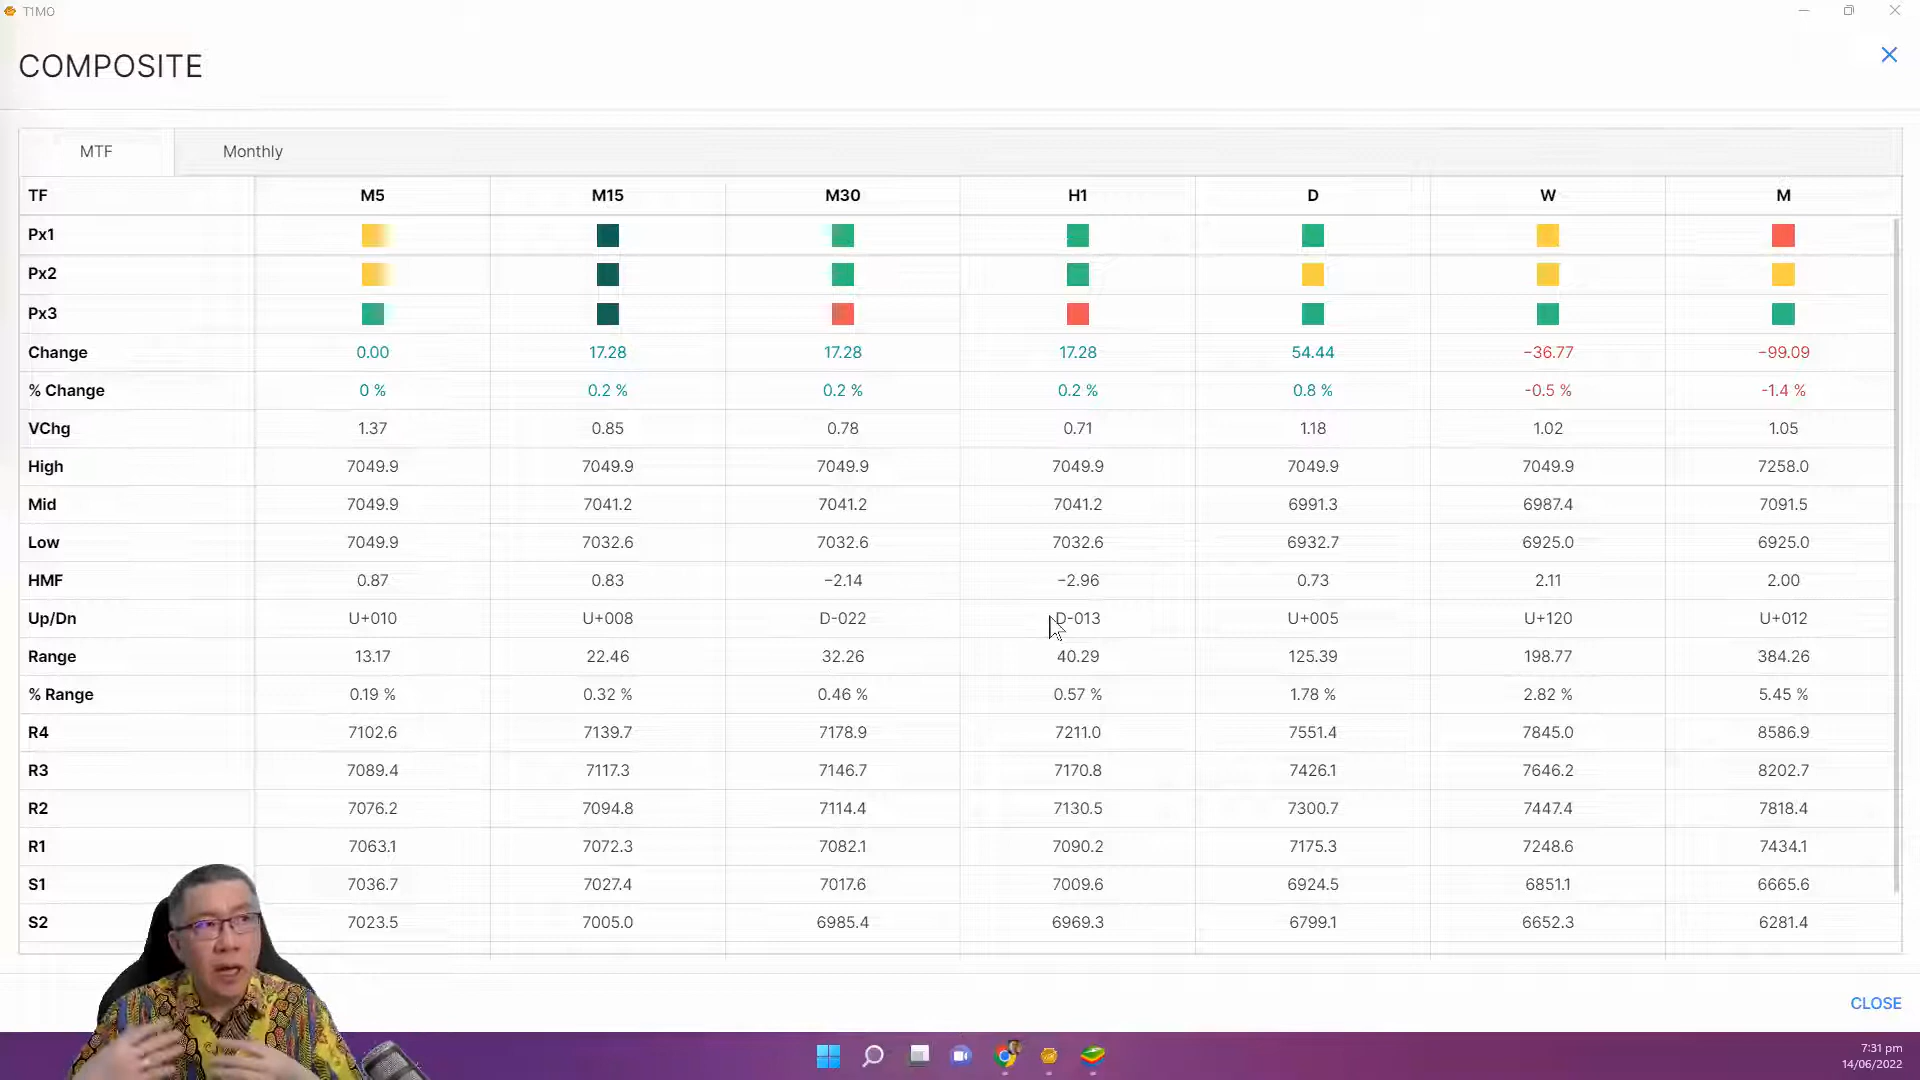 T1MO
COMPOSITE
MTF Monthly
TF M5 M15 M30 H1 D W M
Px1
Px2
Px3
Change 0.00 17.28 17.28 17.28 54.44 −36.77 −99.09
% Change 0 % 0.2 % 0.2 % 0.2 % 0.8 % -0.5 % -1.4 %
VChg 1.37 0.85 0.78 0.71 1.18 1.02 1.05
High 7049.9 7049.9 7049.9 7049.9 7049.9 7049.9 7258.0
Mid 7049.9 7041.2 7041.2 7041.2 6991.3 6987.4 7091.5
Low 7049.9 7032.6 7032.6 7032.6 6932.7 6925.0 6925.0
HMF 0.87 0.83 −2.14 −2.96 0.73 2.11 2.00
Up/Dn U+010 U+008 D-022 D-013 U+005 U+120 U+012
Range 13.17 22.46 32.26 40.29 125.39 198.77 384.26
% Range 0.19 % 0.32 % 0.46 % 0.57 % 1.78 % 2.82 % 5.45 %
R4 7102.6 7139.7 7178.9 7211.0 7551.4 7845.0 8586.9
R3 7089.4 7117.3 7146.7 7170.8 7426.1 7646.2 8202.7
R2 7076.2 7094.8 7114.4 7130.5 7300.7 7447.4 7818.4
R1 7063.1 7072.3 7082.1 7090.2 7175.3 7248.6 7434.1
S1 7036.7 7027.4 7017.6 7009.6 6924.5 6851.1 6665.6
S2 7023.5 7005.0 6985.4 6969.3 6799.1 6652.3 6281.4
CLOSE
7:31 pm
14/06/2022